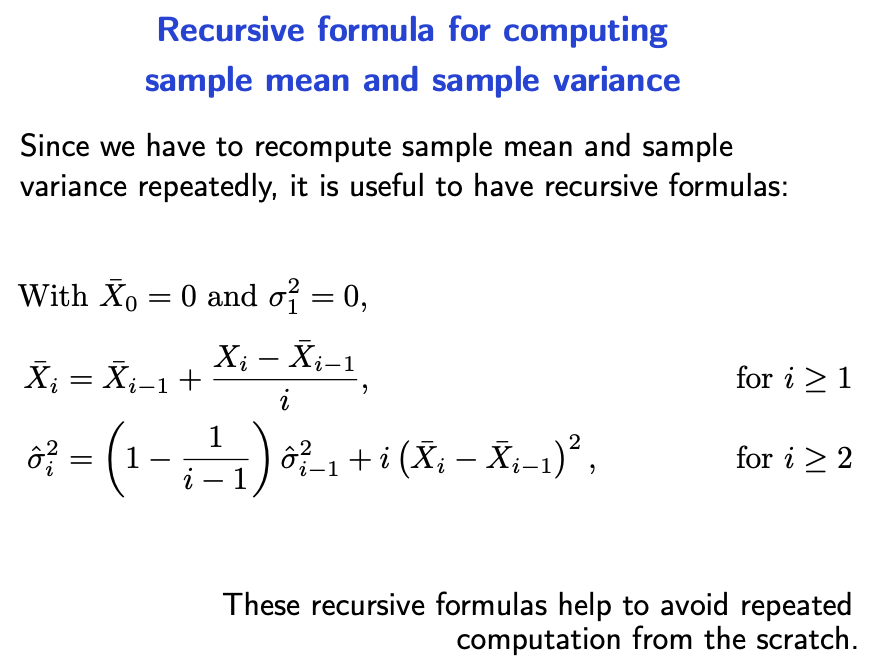 Recursive formula for computing
sample mean and sample variance
Since we have to recompute sample mean and sample
variance repeatedly, it is useful to have recursive formulas:
With $\bar{X}_0 = 0$ and $\sigma_1^2 = 0$,
$\bar{X}_i = \bar{X}_{i-1} + \frac{X_i - \bar{X}_{i-1}}{i}$, for $i \geq 1$
$\hat{\sigma}_i^2 = \left(1 - \frac{1}{i-1}\right) \hat{\sigma}_{i-1}^2 + i \left(\bar{X}_i - \bar{X}_{i-1}\right)^2$, for $i \geq 2$
These recursive formulas help to avoid repeated
computation from the scratch.